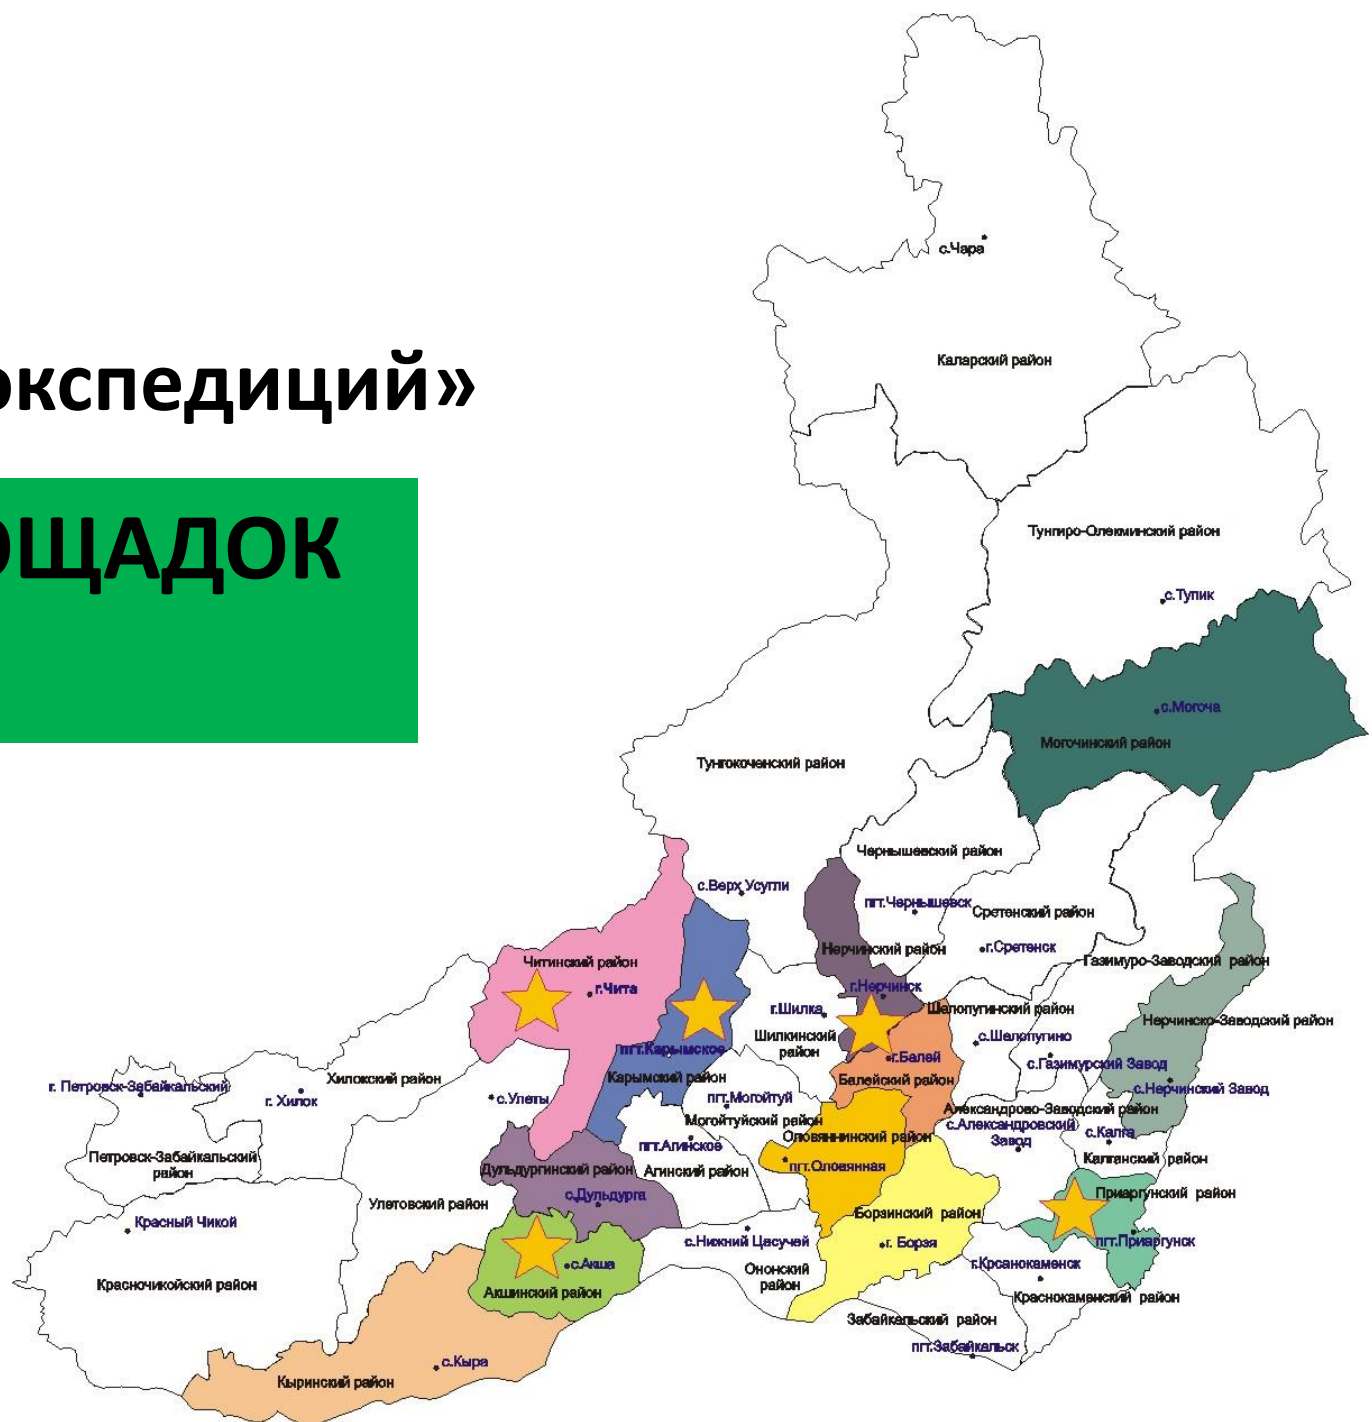 с.Чара
Каларский район
окспедиций»
ОЩАДОК
Тунгиро-Олекминский район
с.Тупик
с.Могоча
Могочинский район
Тунгокоченский район
Чернышевский район
с.Верх Усугли
пгт.Чернышевск
Сретенский район
Нерчинский район
г.Сретенск
Читинский район
Газимуро-Заводский район
г.Чита
г.Нерчинск
г.Шилка
Шелопугинский район
Нерчинско-Заводский район
Шилкинский
район
с.Шелопугино
пгт.Карымское
г.Балей
с.Газимурский Завод
Карымский район
Балейский район
Хилокский район
г. Петровск-Забайкальский
г. Хилок
с.Улеты
пгт.Могойтуй
с.Нерчинский Завод
Могойтуйский район
Александрово-Заводский район
с.Александровский
Завод
с.Калга
Оловяннинский район
пгт.Агинское
Петровск-Забайкальский
район
Калганский район
Дульдургинский район
Агинский район
пгт.Оловянная
с.Дульдурга
Приаргунский район
Улетовский район
Борзинский район
Красный Чикой
с.Нижний Цасучей
г. Борзя
пгт.Приаргунск
с.Акша
Ононский
район
г.Крсанокаменск
Красночикойский район
Акшинский район
Краснокаменский район
Забайкальский район
пгт.Забайкальск
с.Кыра
Кыринский район